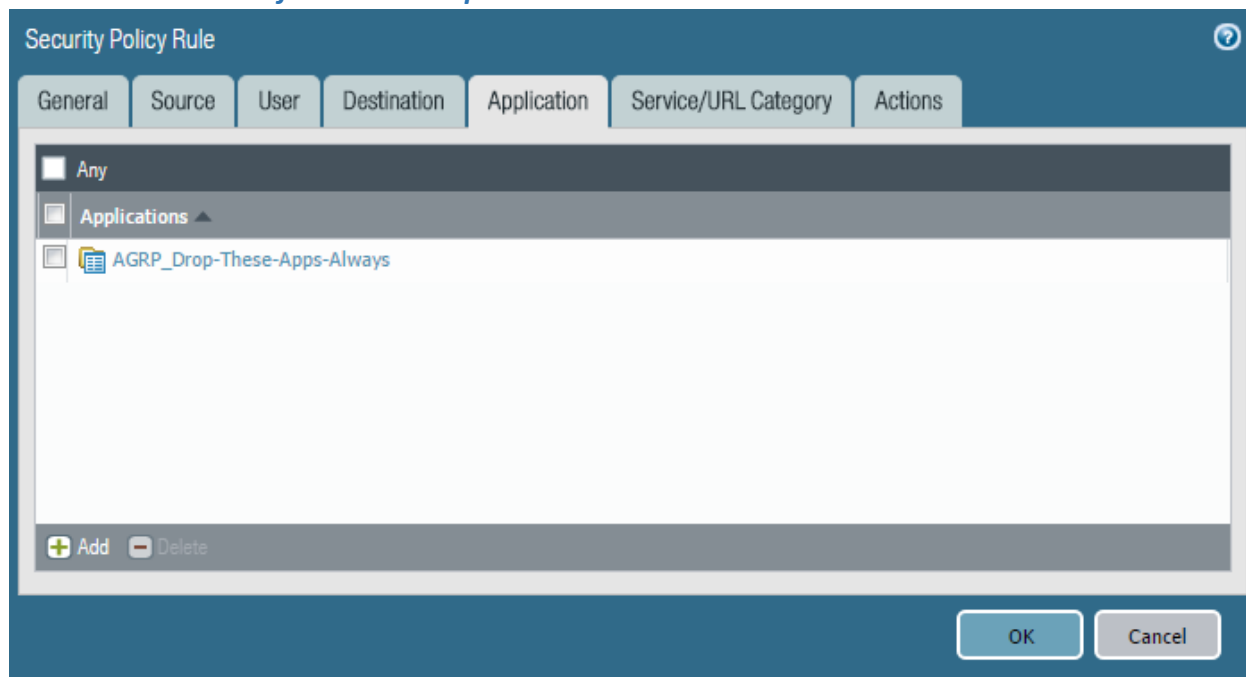 Security Policy Rule
General Source User Destination Application Service/URL Category Actions
Any
Applications
AGRP_Drop-These-Apps-Always
Add Delete
OK Cancel